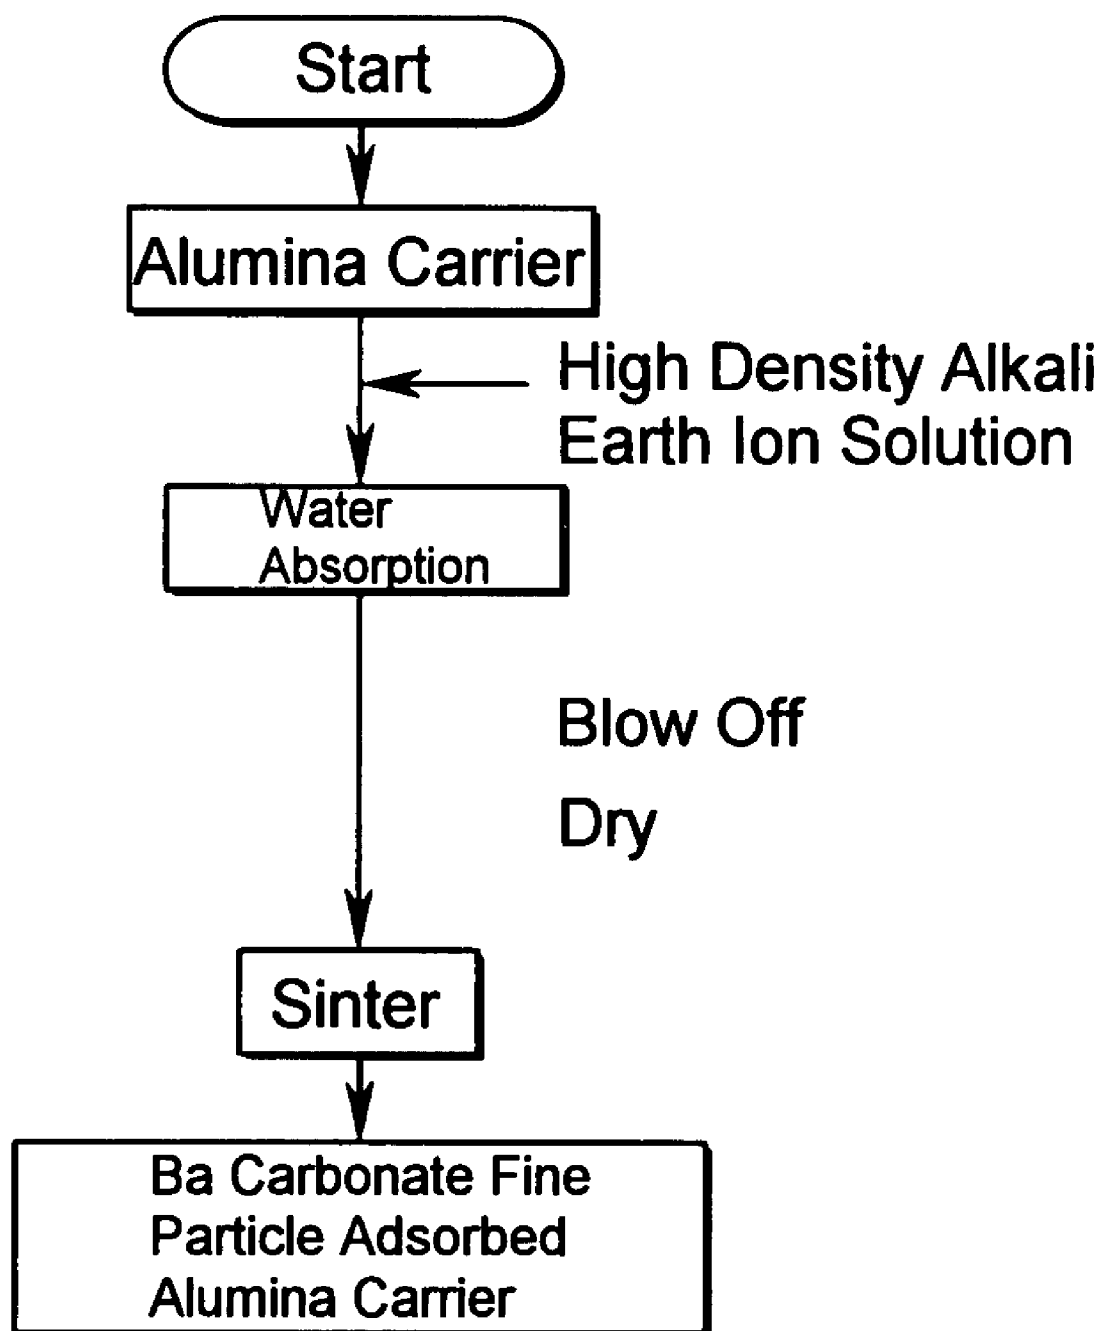 Start
Alumina Carrier
High Density Alkali
Earth Ion Solution
Water
Absorption
Blow Off
Dry
Sinter
Ba Carbonate Fine
Particle Adsorbed
Alumina Carrier